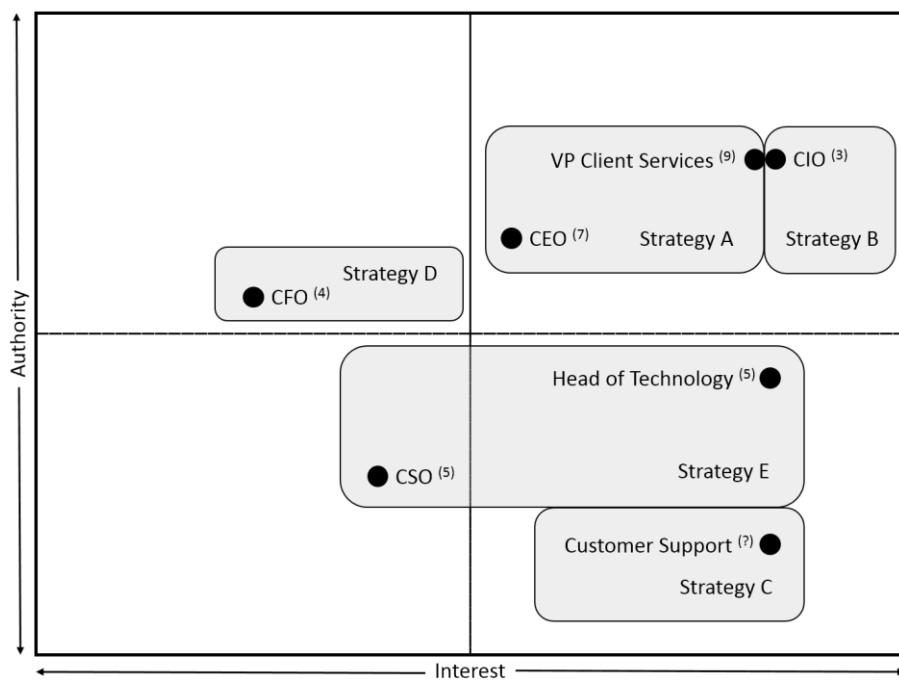 VP Client Services (9)
CIO (3)
CEO (7)
Strategy A
Strategy B
Strategy D
CFO (4)
Authority
Head of Technology (5)
CSO (5)
Strategy E
Customer Support (?)
Strategy C
Interest